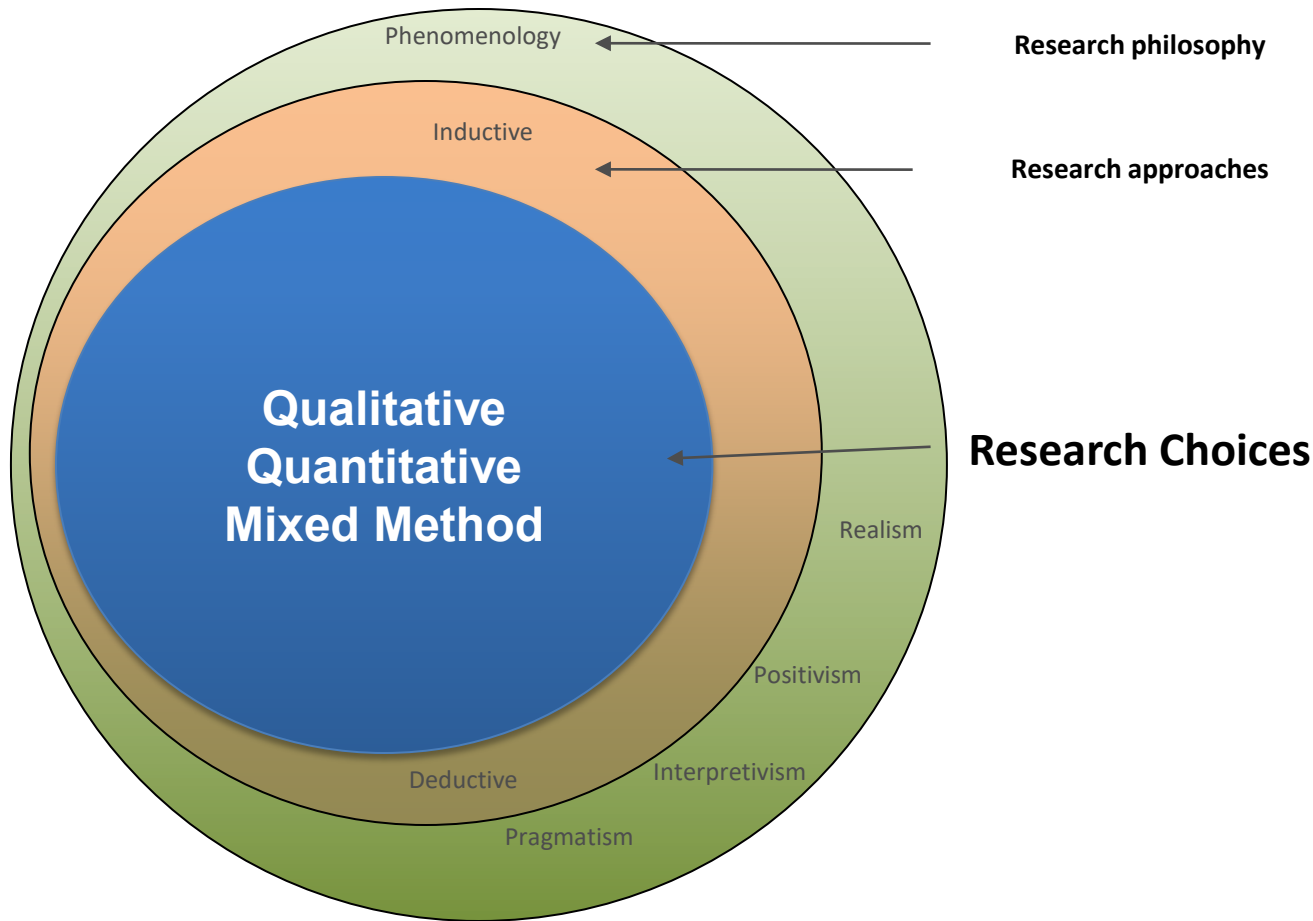 Phenomenology
Research philosophy
Inductive
Research approaches
Qualitative
Quantitative
Mixed Method
Research Choices
Realism
Positivism
Interpretivism
Deductive
Pragmatism